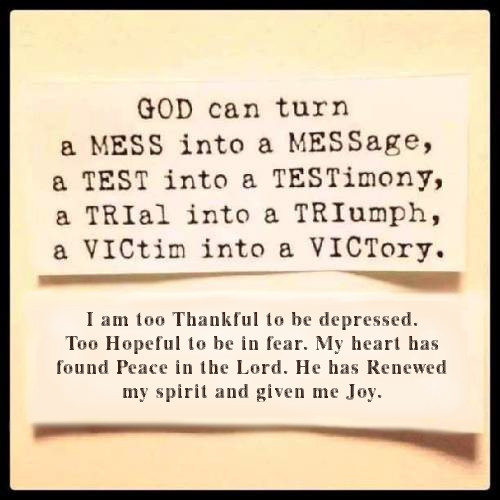 GOD can turn
a MESS into a MESSage,
a TEST into a TESTimony,
a TRIal into a TRIumph,
a VICtim into a VICTory.
I am too Thankful to be depressed.
Too Hopeful to be in fear. My heart has
found Peace in the Lord. He has Renewed
my spirit and given me Joy.